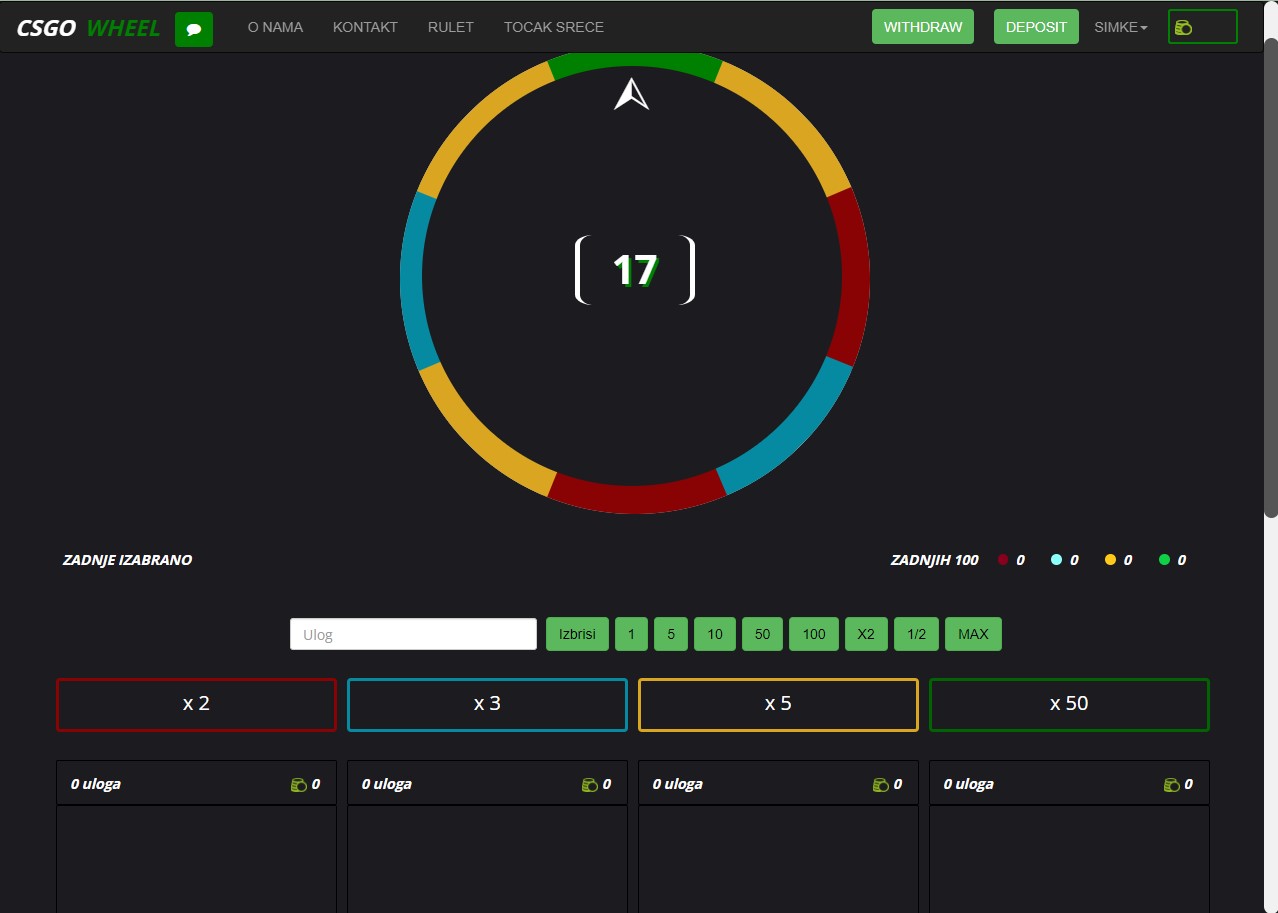 CSGO WHEEL O NAMA KONTAKT RULET TOCAK SRECE WITHDRAW DEPOSIT SIMKE
17
ZADNJE IZABRANO ZADNJIH 100 0 0 0 0
Ulog Izbrisi 1 5 10 50 100 X2 1/2 MAX
x 2 x 3 x 5 x 50
0 uloga 0 0 uloga 0 0 uloga 0 0 uloga 0